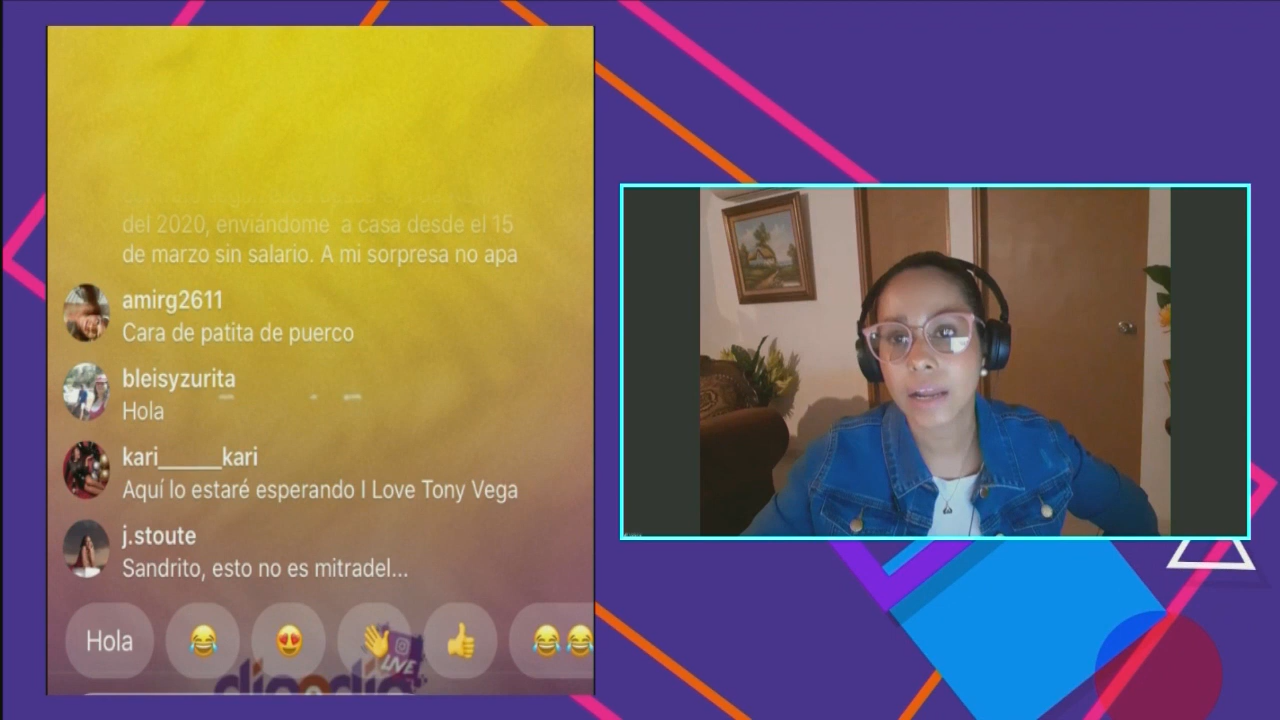 del 2020, enviándome a casa desde el 15
de marzo sin salario. A mi sorpresa no apa
amirg2611
Cara de patita de puerco
bleisyzurita
Hola
kari______kari
Aquí lo estaré esperando I Love Tony Vega
j.stoute
Sandrito, esto no es mitradel...
Hola
LIVE